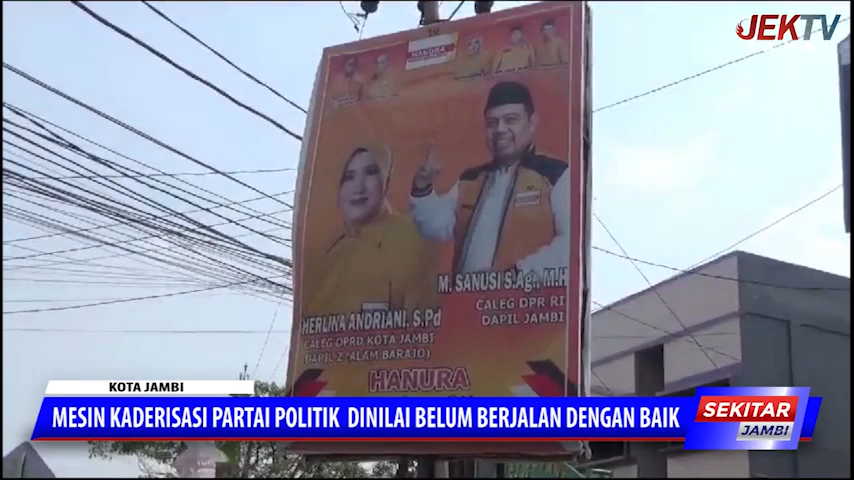 JEKTV
HANURA
M. SANUSI S.Ag., M.H
CALEG DPR RI
DAPIL JAMBI
HERLINA ANDRIANI, S.Pd
CALEG DPRD KOTA JAMBI
DAPIL 2 (ALAM BARAJO)
HANURA
KOTA JAMBI
MESIN KADERISASI PARTAI POLITIK DINILAI BELUM BERJALAN DENGAN BAIK
SEKITAR
JAMBI